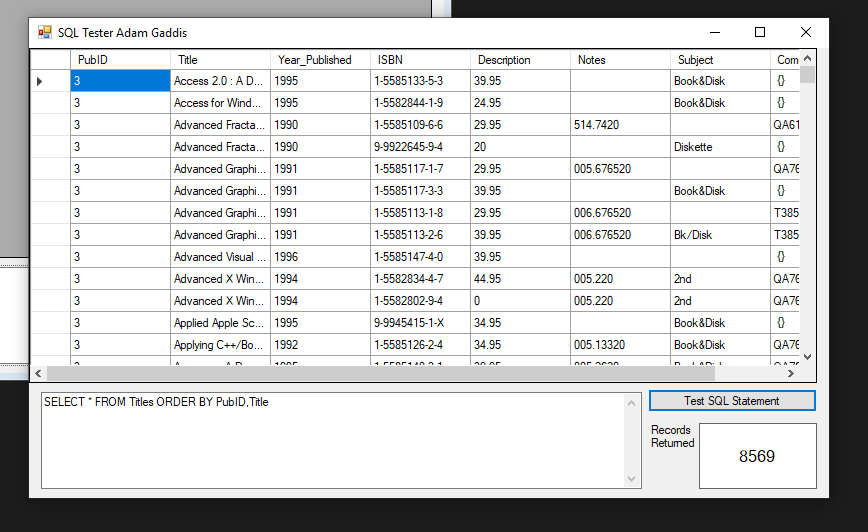 SQL Tester Adam Gaddis
PubID Title Year_Published ISBN Description Notes Subject Com
3 Access 2.0 : A D... 1995 1-5585133-5-3 39.95 Book&Disk {}
3 Access for Wind... 1995 1-5582844-1-9 24.95 Book&Disk {}
3 Advanced Fracta... 1990 1-5585109-6-6 29.95 514.7420 QA61
3 Advanced Fracta... 1990 9-9922645-9-4 20 Diskette {}
3 Advanced Graphi... 1991 1-5585117-1-7 29.95 005.676520 QA76
3 Advanced Graphi... 1991 1-5585117-3-3 39.95 Book&Disk {}
3 Advanced Graphi... 1991 1-5585113-1-8 29.95 006.676520 T385
3 Advanced Graphi... 1991 1-5585113-2-6 39.95 006.676520 Bk/Disk T385
3 Advanced Visual ... 1996 1-5585147-4-0 39.95 {}
3 Advanced X Win... 1994 1-5582834-4-7 44.95 005.220 2nd QA76
3 Advanced X Win... 1994 1-5582802-9-4 0 005.220 2nd QA76
3 Applied Apple Sc... 1995 9-9945415-1-X 34.95 Book&Disk {}
3 Applying C++/Bo... 1992 1-5585126-2-4 34.95 005.13320 Book&Disk QA76
SELECT * FROM Titles ORDER BY PubID,Title
Test SQL Statement
Records
Returned
8569